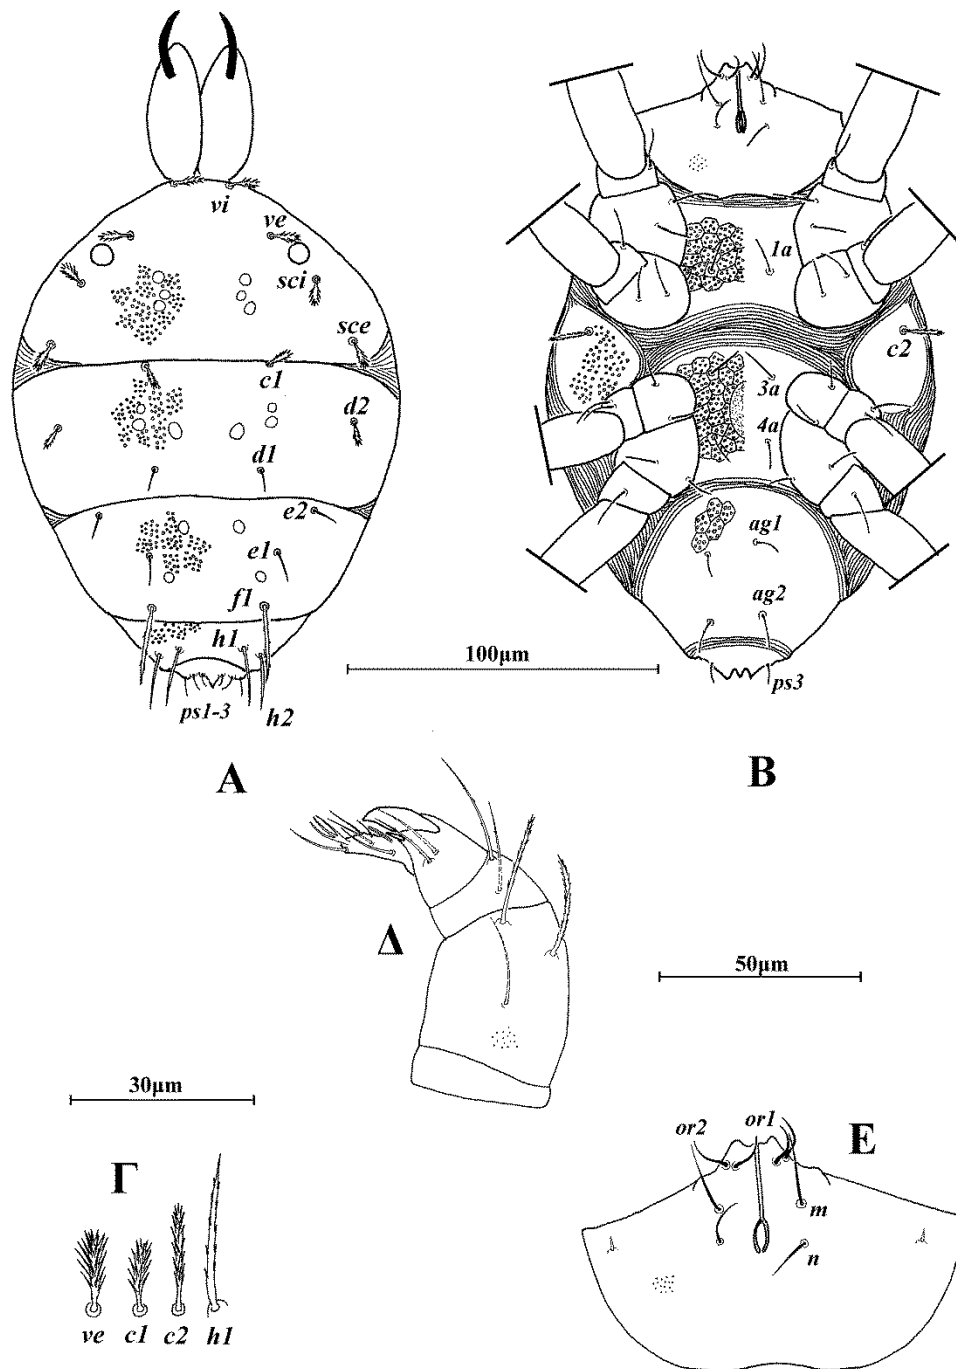 vi
ve
sci
sce
c1
d2
d1
e2
e1
f1
h1
ps1-3
h2
A
1a
c2
3a
4a
ag1
ag2
ps3
B
100μm
Δ
50μm
30μm
Γ
ve c1 c2 h1
E
or2 or1
m
n